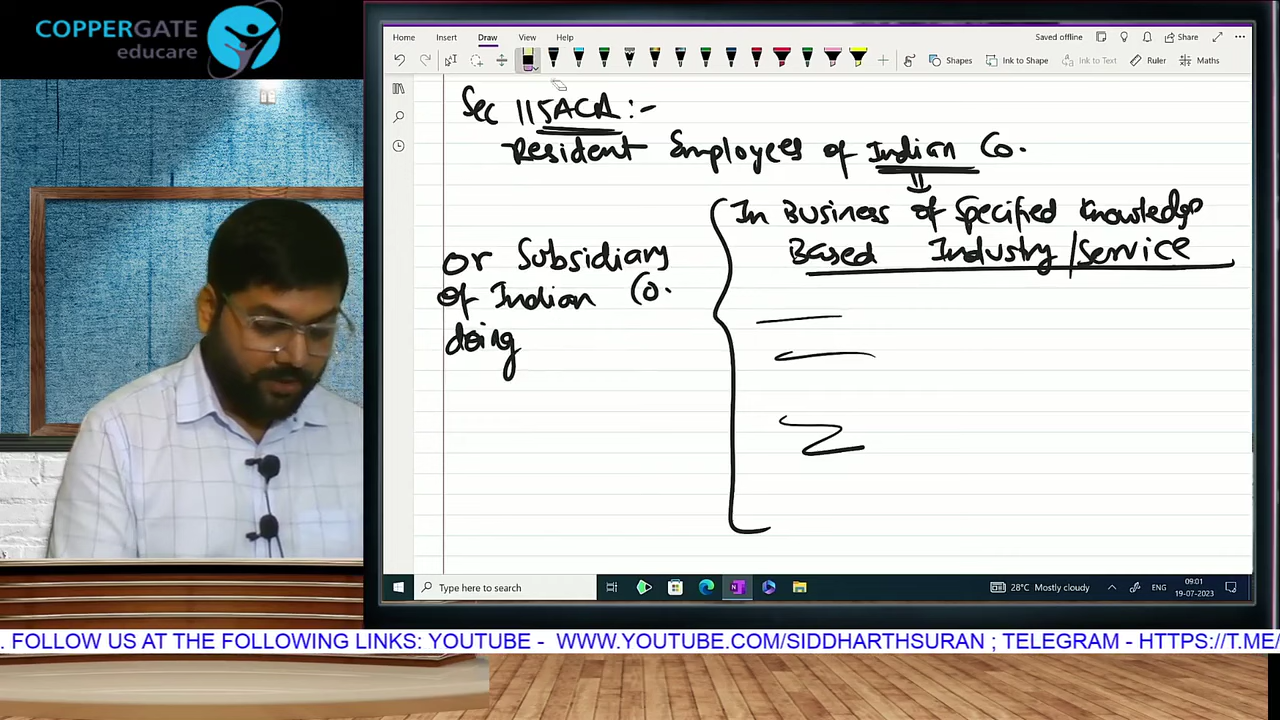 COPPERGATE
educare
Home Insert Draw View Help
Saved offline
Share
Shapes
Ink to Shape
Ink to Text
Ruler
Maths
Sec 115ACA :-
Resident Employees of Indian Co.
In Business of Specified Knowledge
Based Industry/Service
or Subsidiary
of Indian Co.
doing
Type here to search
28°C Mostly cloudy
ENG
09:01
19-07-2023
. FOLLOW US AT THE FOLLOWING LINKS: YOUTUBE - WWW.YOUTUBE.COM/SIDDHARTHSURAN ; TELEGRAM - HTTPS://T.ME/